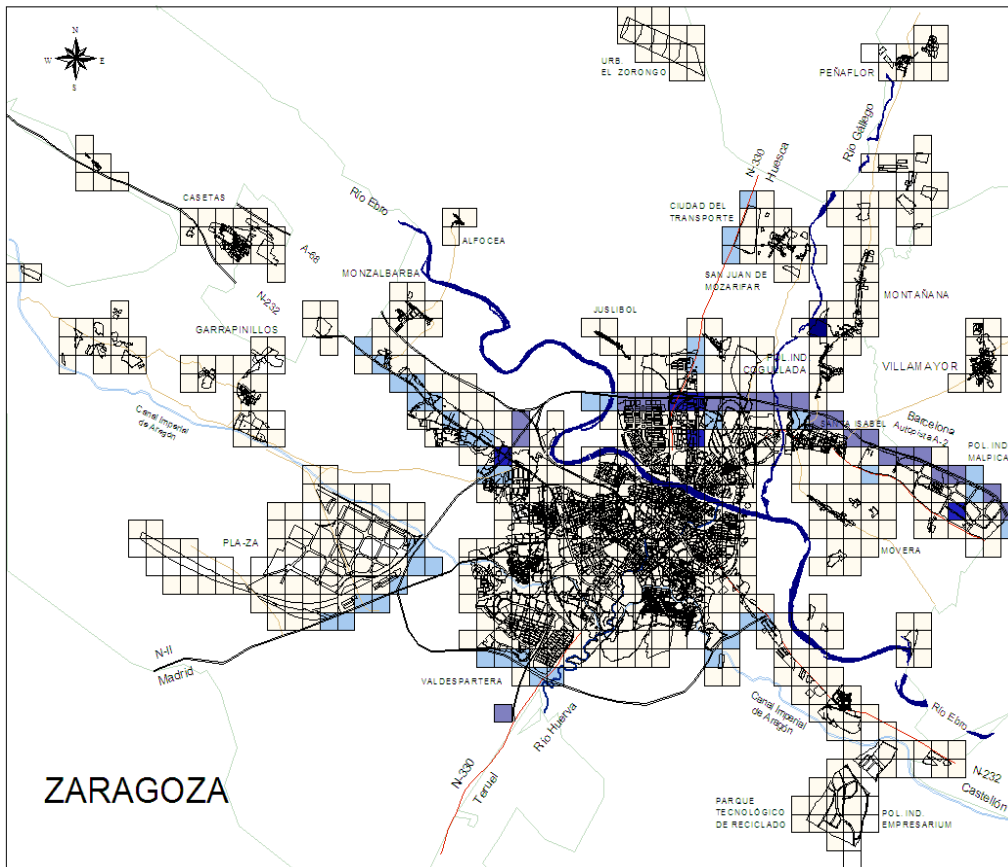 N
W E
S
URB.
EL ZORONGO
PEÑAFLOR
Río Gállego
N-330
Huesca
CASETAS
Río Ebro
CIUDAD DEL
TRANSPORTE
ALFOCEA
A-68
MONZALBARBA
SAN JUAN DE
MOZARIFAR
MONTAÑANA
N-232
JUSLIBOL
GARRAPINILLOS
POL. IND
COGULLADA
VILLAMAYOR
Canal Imperial
de Aragón
Barcelona
Autopista A-2
SANTA ISABEL
POL. IND
MALPICA
PLA-ZA
MOVERA
N-II
Madrid
VALDESPARTERA
Canal Imperial
de Aragón
Río Ebro
Río Huerva
N-330
Teruel
N-232
Castellón
ZARAGOZA
PARQUE
TECNOLÓGICO
DE RECICLADO
POL. IND.
EMPRESARIUM